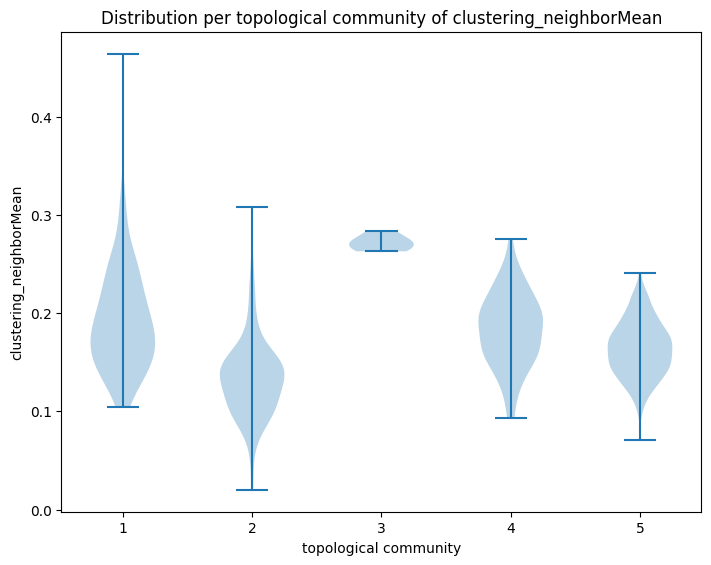 Distribution per topological community of clustering_neighborMean
clustering_neighborMean
0.4
0.3
0.2
0.1
0.0
1 2 3 4 5
topological community